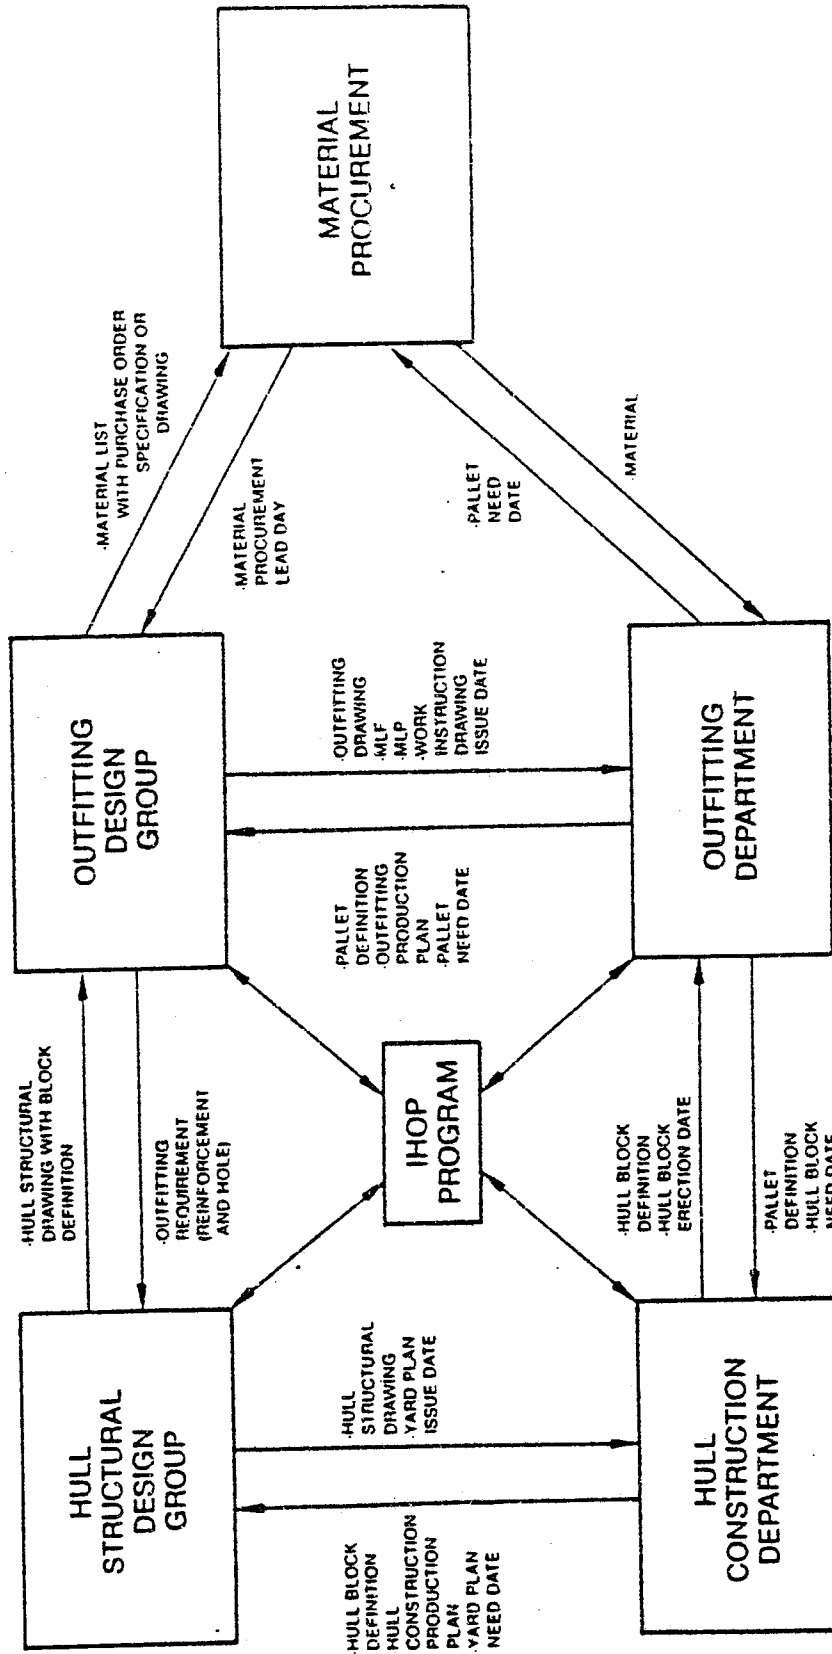 HULL
STRUCTURAL
DESIGN
GROUP
·HULL STRUCTURAL
DRAWING WITH BLOCK
DEFINITION
·OUTFITTING
REQUIREMENT
(REINFORCEMENT
AND HOLE)
OUTFITTING
DESIGN
GROUP
·MATERIAL LIST
WITH PURCHASE ORDER
SPECIFICATION OR
DRAWING
·MATERIAL
PROCUREMENT
LEAD DAY
MATERIAL
PROCUREMENT
·HULL BLOCK
DEFINITION
HULL
CONSTRUCTION
PRODUCTION
PLAN
·YARD PLAN
NEED DATE
·HULL
STRUCTURAL
DRAWING
·YARD PLAN
ISSUE DATE
IHOP
PROGRAM
·PALLET
DEFINITION
·OUTFITTING
PRODUCTION
PLAN
·PALLET
NEED DATE
·OUTFITTING
DRAWING
·MLF
·MLP
·WORK
INSTRUCTION
DRAWING
ISSUE DATE
·PALLET
NEED
DATE
·MATERIAL
HULL
CONSTRUCTION
DEPARTMENT
·HULL BLOCK
DEFINITION
·HULL BLOCK
ERECTION DATE
·PALLET
DEFINITION
·HULL BLOCK
NEED DATE
OUTFITTING
DEPARTMENT